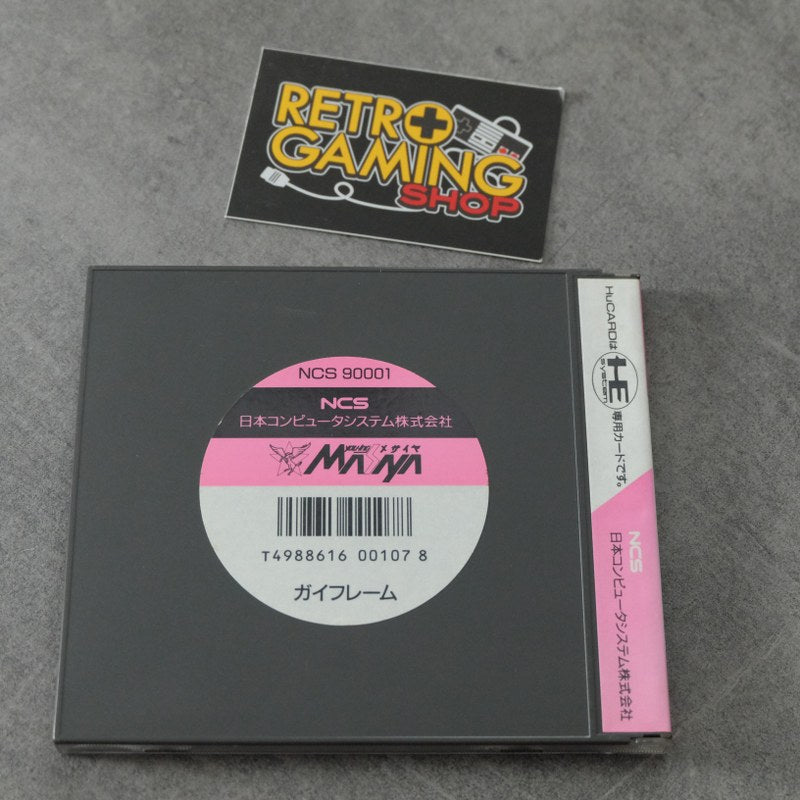 RETRO
GAMING
SHOP
NCS 90001
NCS
日本コンピュータシステム株式会社
メサイヤ
MASAYA
T4988616 00107 8
ガイフレーム
HuCARDは
HE
system
専用カードです。
NCS
日本コンピュータシステム株式会社